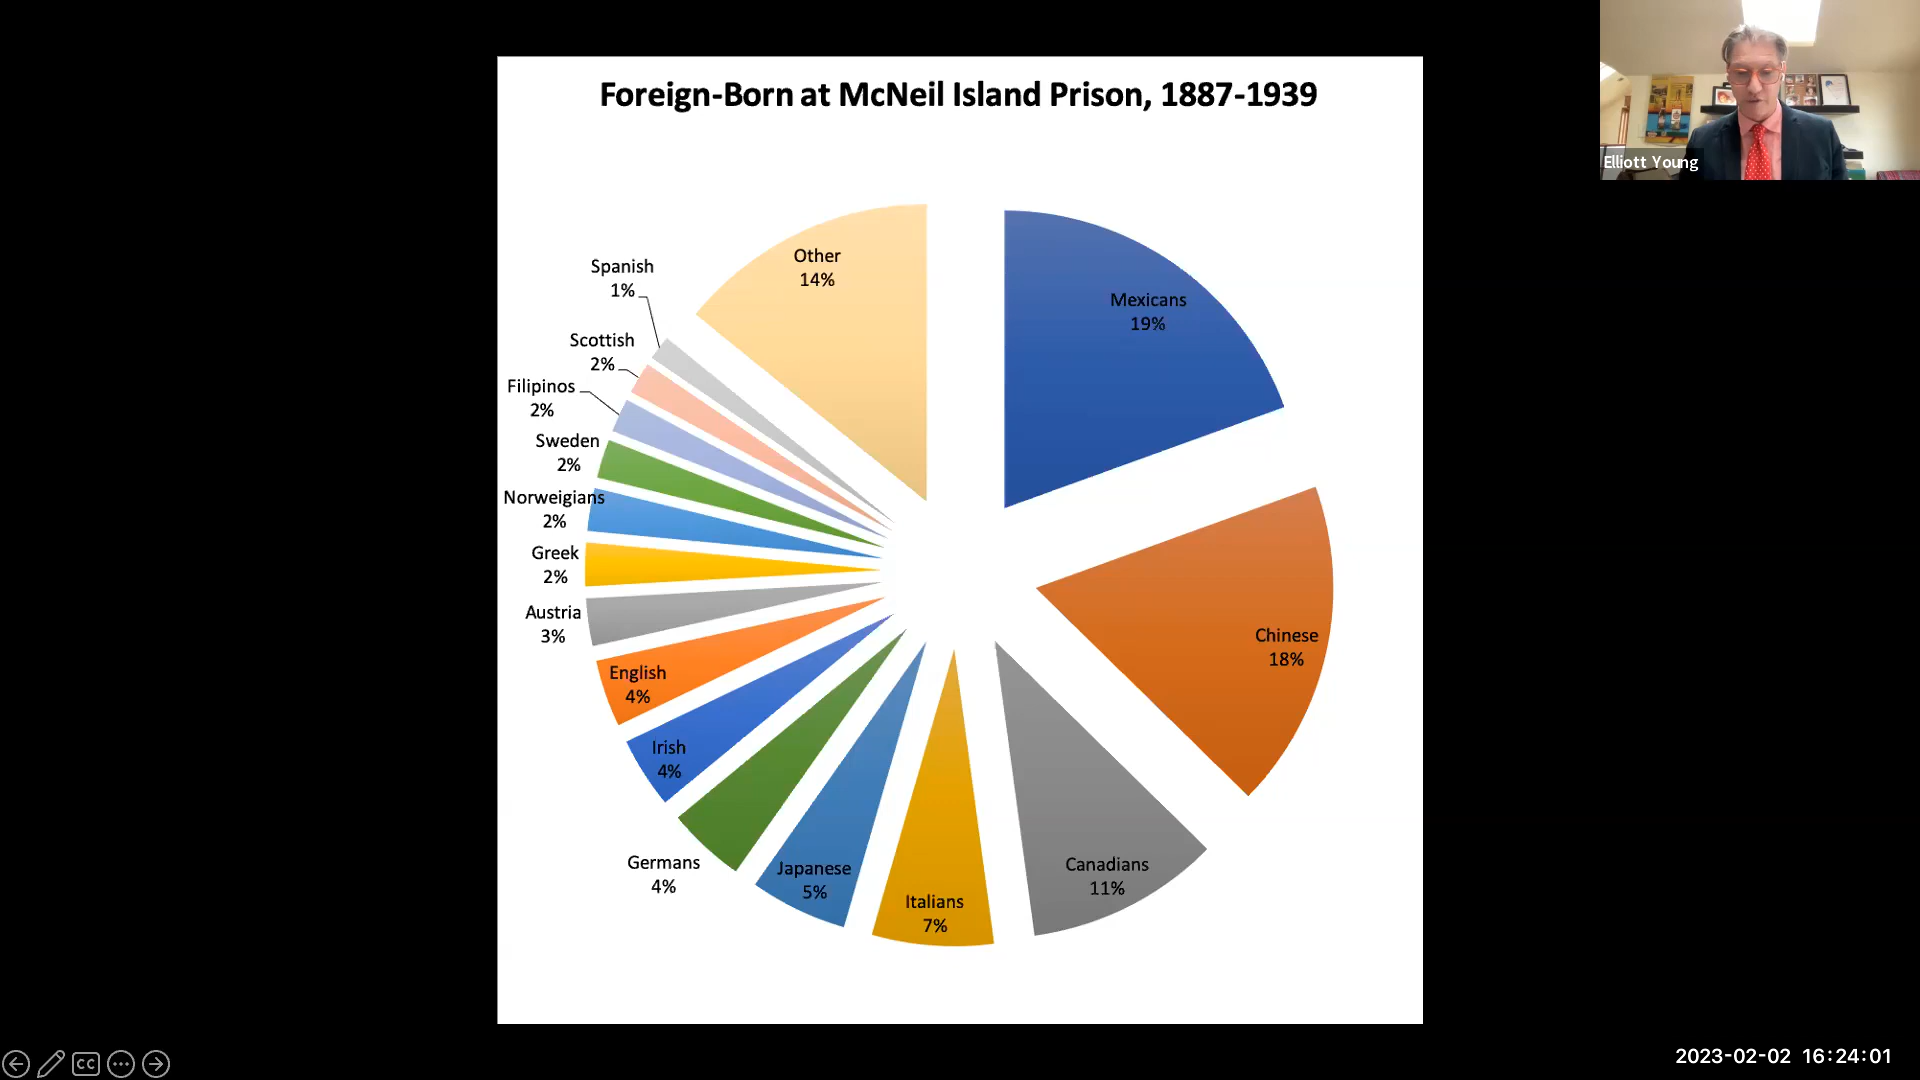 Foreign-Born at McNeil Island Prison, 1887-1939
Other
14%
Mexicans
19%
Spanish
1%
Scottish
2%
Filipinos
2%
Sweden
2%
Norweigians
2%
Greek
2%
Austria
3%
English
4%
Irish
4%
Germans
4%
Japanese
5%
Italians
7%
Canadians
11%
Chinese
18%
Elliott Young
CC
2023-02-02 16:24:01